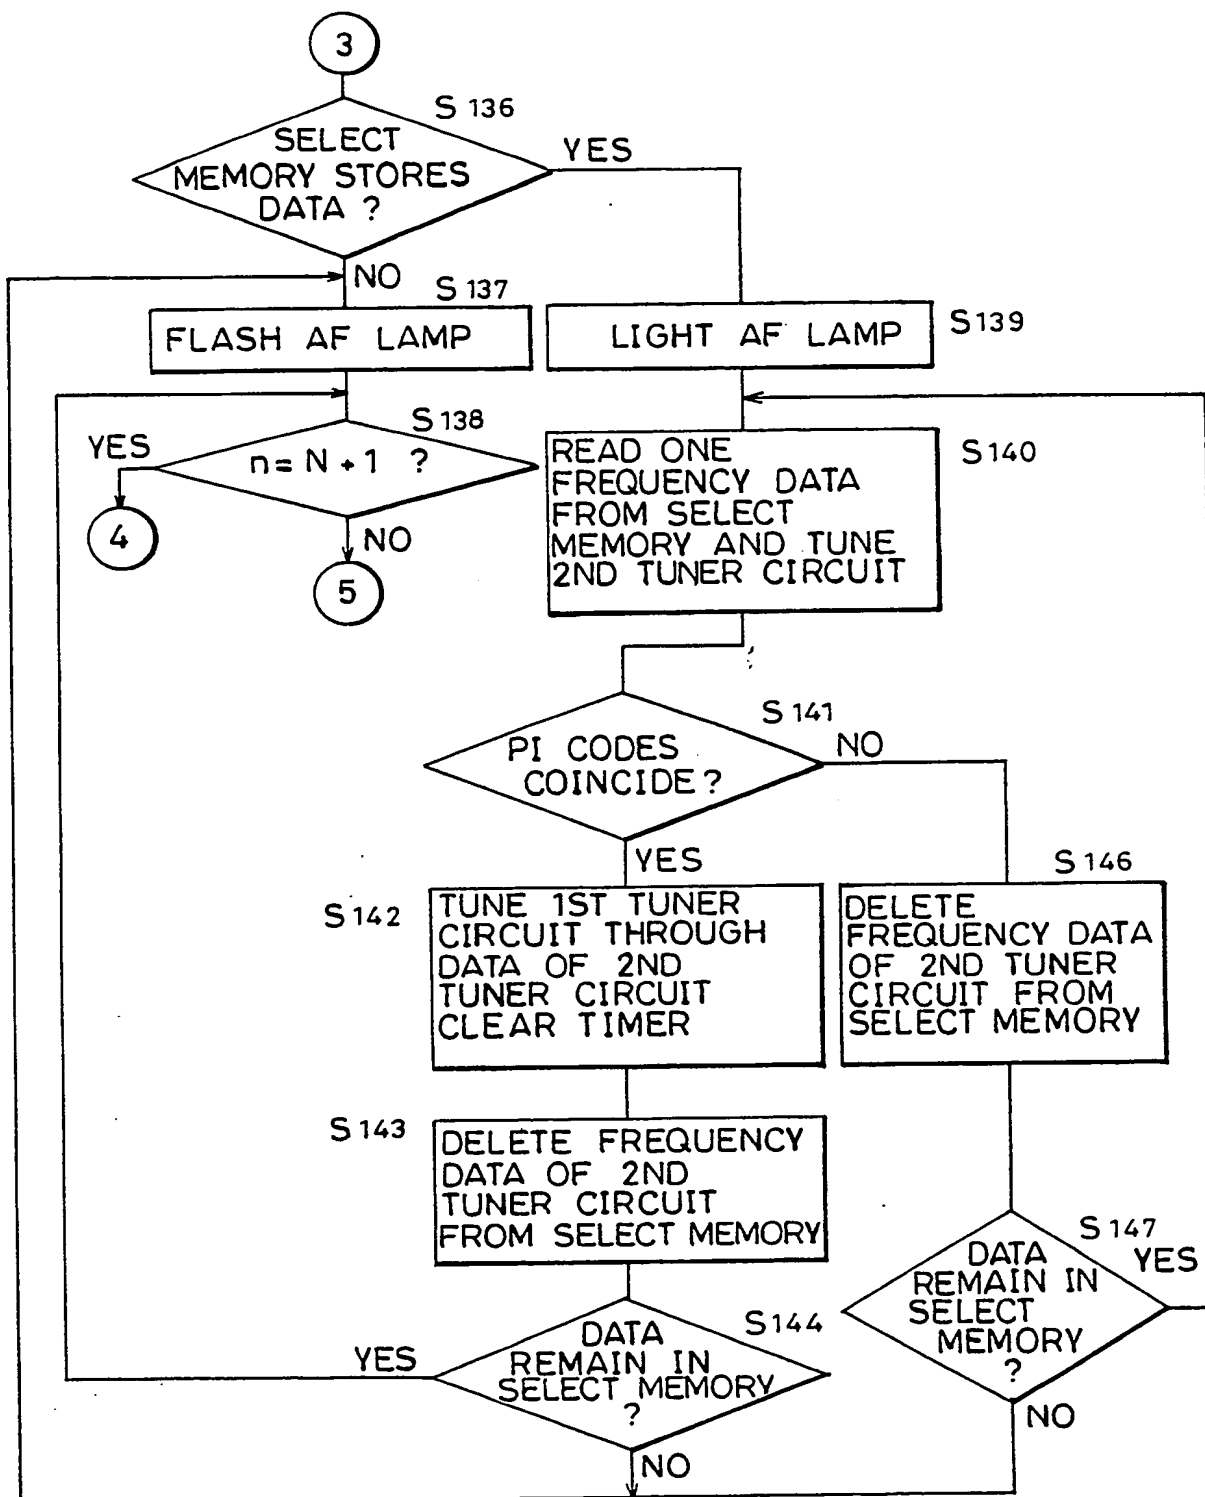 3
S 136
SELECT
MEMORY STORES
DATA ?
YES
NO
S 137
FLASH AF LAMP
LIGHT AF LAMP
S 139
S 138
YES
n = N + 1 ?
NO
4
5
READ ONE
FREQUENCY DATA
FROM SELECT
MEMORY AND TUNE
2ND TUNER CIRCUIT
S 140
S 141
PI CODES
COINCIDE ?
NO
YES
S 142
TUNE 1ST TUNER
CIRCUIT THROUGH
DATA OF 2ND
TUNER CIRCUIT
CLEAR TIMER
S 146
DELETE
FREQUENCY DATA
OF 2ND TUNER
CIRCUIT FROM
SELECT MEMORY
S 143
DELETE FREQUENCY
DATA OF 2ND
TUNER CIRCUIT
FROM SELECT MEMORY
S 147
DATA
REMAIN IN
SELECT
MEMORY
?
YES
NO
S 144
DATA
REMAIN IN
SELECT MEMORY
?
YES
NO